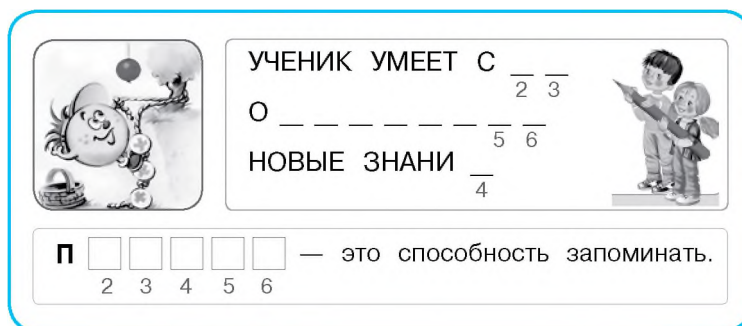 УЧЕНИК УМЕЕТ С _ _
2 3
О _ _ _ _ _ _ _ _
5 6
НОВЫЕ ЗНАНИ _
4
П □ □ □ □ □ — это способность запоминать.
2 3 4 5 6